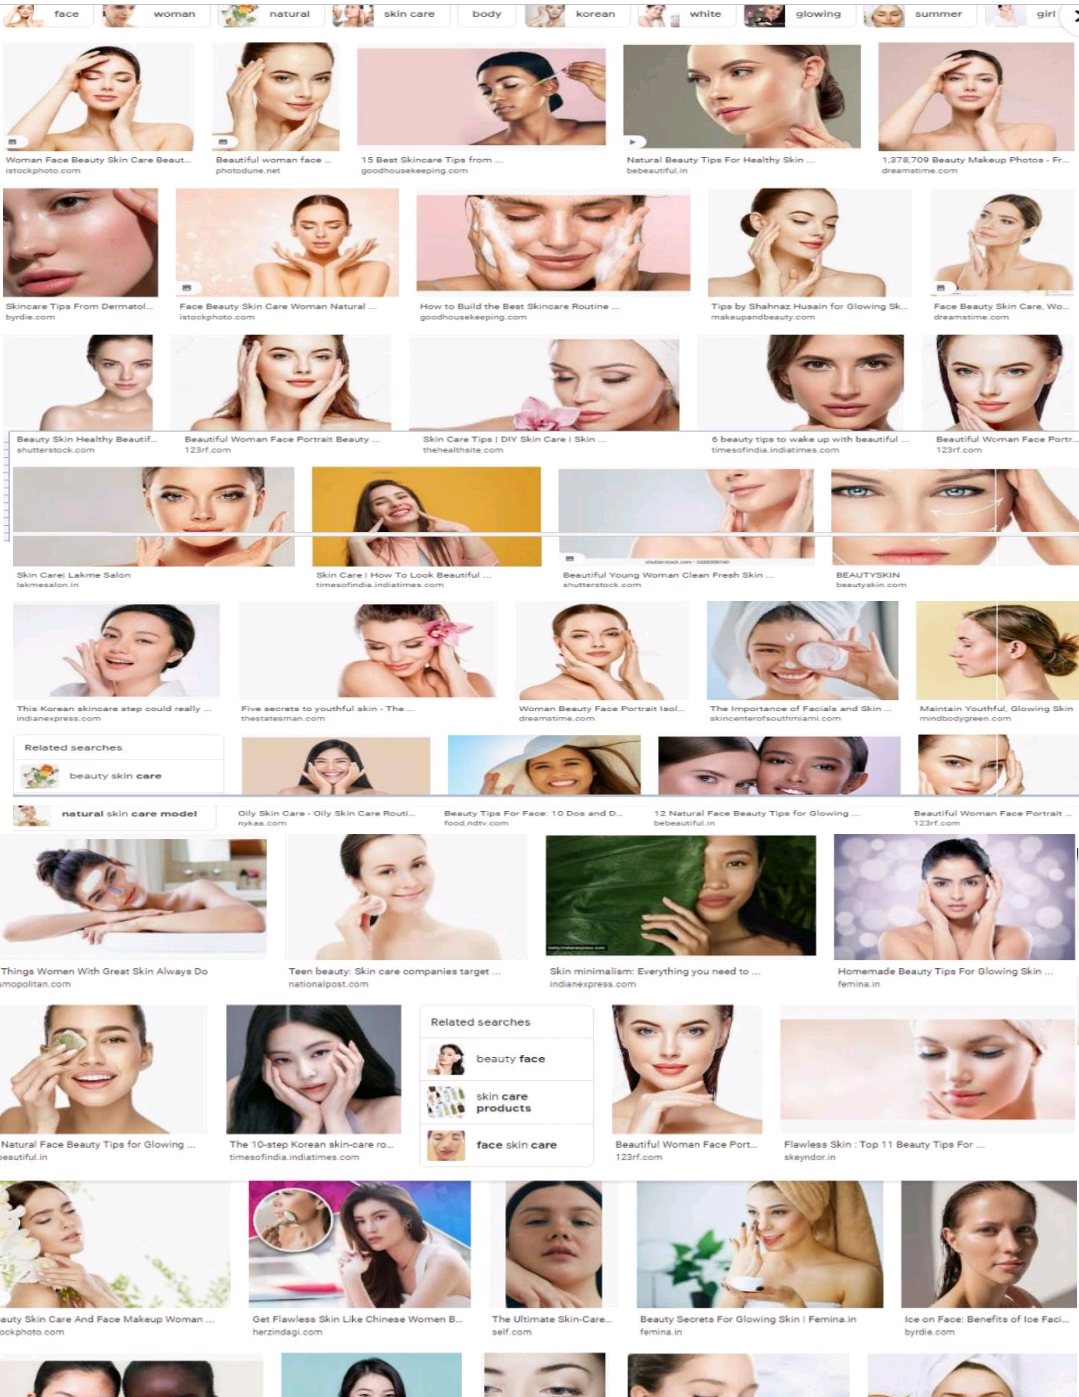 face woman natural skin care body korean white glowing summer girl
Woman Face Beauty Skin Care Beaut... Beautiful woman face ... 15 Best Skincare Tips from ... Natural Beauty Tips For Healthy Skin ... 1,378,709 Beauty Makeup Photos - Fr...
istockphoto.com photodune.net goodhousekeeping.com bebeautiful.in dreamstime.com
Skincare Tips From Dermatol... Face Beauty Skin Care Woman Natural ... How to Build the Best Skincare Routine ... Tips by Shahnaz Husain for Glowing Sk... Face Beauty Skin Care, Wo...
byrdie.com istockphoto.com goodhousekeeping.com makeupandbeauty.com dreamstime.com
Beauty Skin Healthy Beautif... Beautiful Woman Face Portrait Beauty ... Skin Care Tips | DIY Skin Care | Skin ... 6 beauty tips to wake up with beautiful ... Beautiful Woman Face Portr...
shutterstock.com 123rf.com thehealthsite.com timesofindia.indiatimes.com 123rf.com
Skin Care| Lakme Salon Skin Care | How To Look Beautiful ... Beautiful Young Woman Clean Fresh Skin ... BEAUTYSKIN
lakmesalon.in timesofindia.indiatimes.com shutterstock.com beautyskin.com
This Korean skincare step could really ... Five secrets to youthful skin - The ... Woman Beauty Face Portrait Isol... The Importance of Facials and Skin ... Maintain Youthful, Glowing Skin
indianexpress.com thestatesman.com dreamstime.com skincenterofsouthmiami.com mindbodygreen.com
Related searches
beauty skin care
natural skin care model Oily Skin Care - Oily Skin Care Routi... Beauty Tips For Face: 10 Dos and D... 12 Natural Face Beauty Tips for Glowing ... Beautiful Woman Face Portrait ...
nykaa.com food.ndtv.com bebeautiful.in 123rf.com
Things Women With Great Skin Always Do Teen beauty: Skin care companies target ... Skin minimalism: Everything you need to ... Homemade Beauty Tips For Glowing Skin ...
smopolitan.com nationalpost.com indianexpress.com femina.in
Related searches
beauty face
skin care
products
face skin care
Natural Face Beauty Tips for Glowing ... The 10-step Korean skin-care ro... Beautiful Woman Face Port... Flawless Skin : Top 11 Beauty Tips For ...
eautiful.in timesofindia.indiatimes.com 123rf.com skeyndor.in
auty Skin Care And Face Makeup Woman ... Get Flawless Skin Like Chinese Women B... The Ultimate Skin-Care... Beauty Secrets For Glowing Skin | Femina.in Ice on Face: Benefits of Ice Faci...
ockphoto.com herzindagi.com self.com femina.in byrdie.com